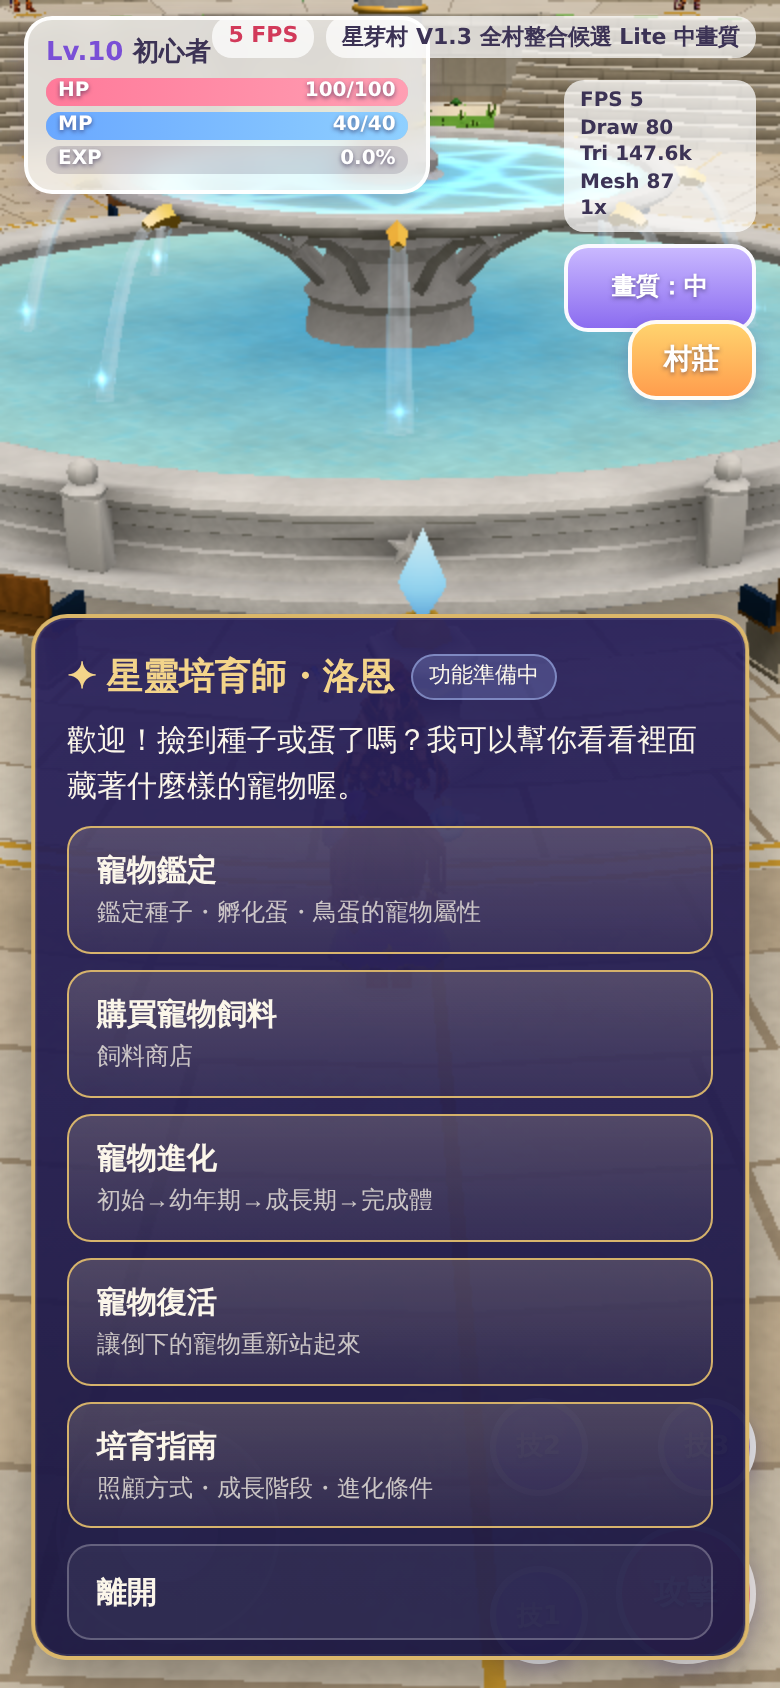 Lv.10 初心者
5 FPS
星芽村 V1.3 全村整合候選 Lite 中畫質
HP 100/100
MP 40/40
EXP 0.0%
FPS 5
Draw 80
Tri 147.6k
Mesh 87
1x
畫質：中
村莊
✦ 星靈培育師・洛恩 功能準備中
歡迎！撿到種子或蛋了嗎？我可以幫你看看裡面
藏著什麼樣的寵物喔。
寵物鑑定
鑑定種子・孵化蛋・鳥蛋的寵物屬性
購買寵物飼料
飼料商店
寵物進化
初始→幼年期→成長期→完成體
寵物復活
讓倒下的寵物重新站起來
培育指南
照顧方式・成長階段・進化條件
技2
技3
離開
技1
攻擊